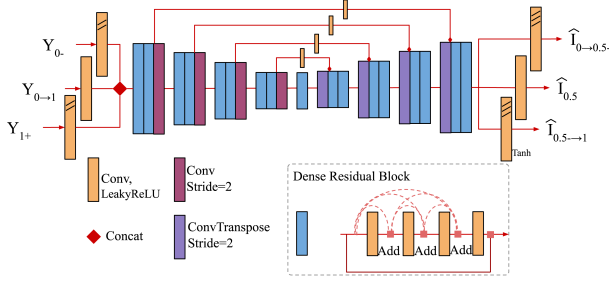 Y0-
Y0→1
Y1+
Î0→0.5-
Î0.5
Î0.5-→1
Tanh
Conv,
LeakyReLU
Conv
Stride=2
Concat
ConvTranspose
Stride=2
Dense Residual Block
Add Add Add